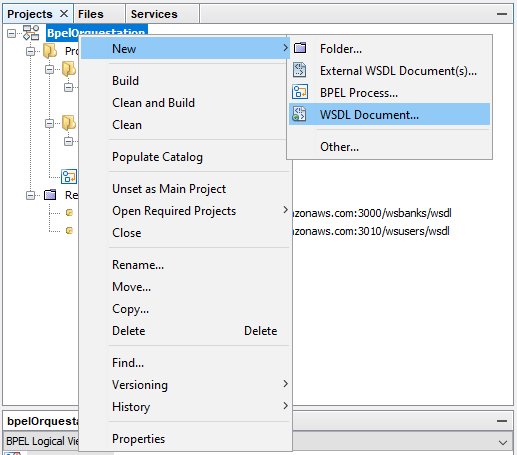 Projects Files Services
BpelOrquestation
Pro
Re
azonaws.com:3000/wsbanks/wsdl
azonaws.com:3010/wsusers/wsdl
New
Build
Clean and Build
Clean
Populate Catalog
Unset as Main Project
Open Required Projects
Close
Rename...
Move...
Copy...
Delete Delete
Find...
Versioning
History
Properties
Folder...
External WSDL Document(s)...
BPEL Process...
WSDL Document...
Other...
bpelOrquesta
BPEL Logical Vie